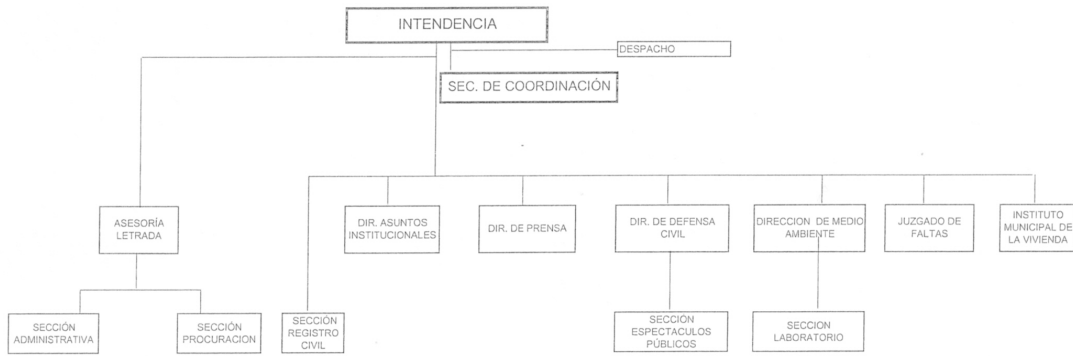 INTENDENCIA
DESPACHO
SEC. DE COORDINACIÓN
ASESORÍA
LETRADA
DIR. ASUNTOS
INSTITUCIONALES
DIR. DE PRENSA
DIR. DE DEFENSA
CIVIL
DIRECCION DE MEDIO
AMBIENTE
JUZGADO DE
FALTAS
INSTITUTO
MUNICIPAL DE
LA VIVIENDA
SECCIÓN
ADMINISTRATIVA
SECCIÓN
PROCURACION
SECCIÓN
REGISTRO
CIVIL
SECCION
ESPECTACULOS
PÚBLICOS
SECCION
LABORATORIO